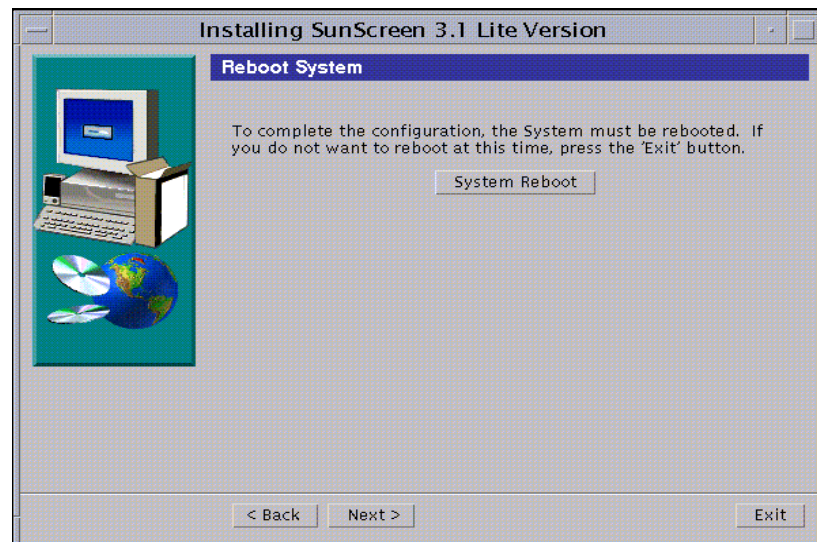 Installing SunScreen 3.1 Lite Version
Reboot System
To complete the configuration, the System must be rebooted. If
you do not want to reboot at this time, press the 'Exit' button.
System Reboot
< Back Next > Exit